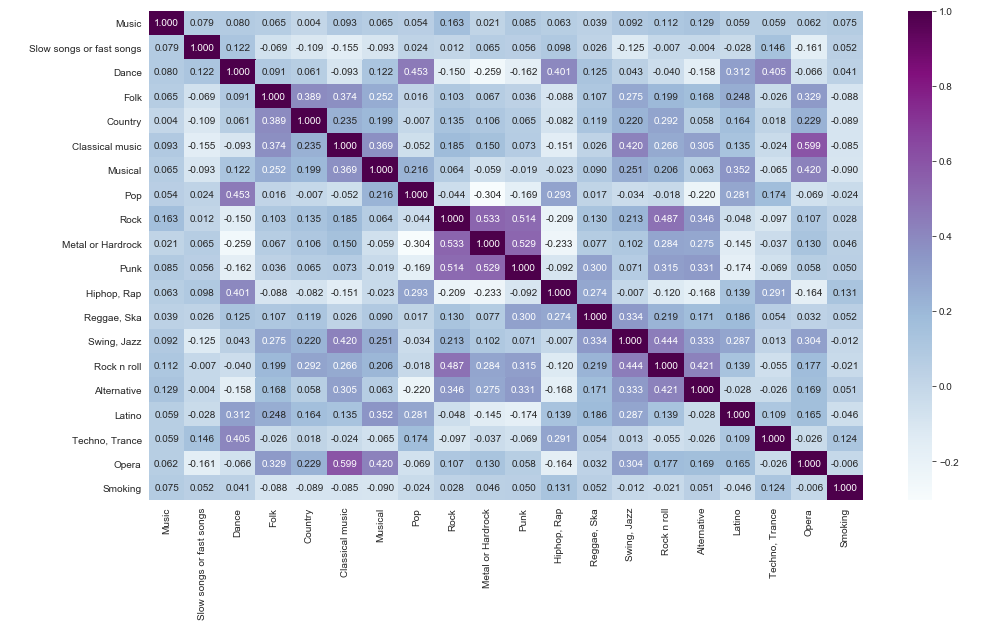 Music 1.000 0.079 0.080 0.065 0.004 0.093 0.065 0.054 0.163 0.021 0.085 0.063 0.039 0.092 0.112 0.129 0.059 0.059 0.062 0.075
Slow songs or fast songs 0.079 1.000 0.122 -0.069 -0.109 -0.155 -0.093 0.024 0.012 0.065 0.056 0.098 0.026 -0.125 -0.007 -0.004 -0.028 0.146 -0.161 0.052
Dance 0.080 0.122 1.000 0.091 0.061 -0.093 0.122 0.453 -0.150 -0.259 -0.162 0.401 0.125 0.043 -0.040 -0.158 0.312 0.405 -0.066 0.041
Folk 0.065 -0.069 0.091 1.000 0.389 0.374 0.252 0.016 0.103 0.067 0.036 -0.088 0.107 0.275 0.199 0.168 0.248 -0.026 0.329 -0.088
Country 0.004 -0.109 0.061 0.389 1.000 0.235 0.199 -0.007 0.135 0.106 0.065 -0.082 0.119 0.220 0.292 0.058 0.164 0.018 0.229 -0.089
Classical music 0.093 -0.155 -0.093 0.374 0.235 1.000 0.369 -0.052 0.185 0.150 0.073 -0.151 0.026 0.420 0.266 0.305 0.135 -0.024 0.599 -0.085
Musical 0.065 -0.093 0.122 0.252 0.199 0.369 1.000 0.216 0.064 -0.059 -0.019 -0.023 0.090 0.251 0.206 0.063 0.352 -0.065 0.420 -0.090
Pop 0.054 0.024 0.453 0.016 -0.007 -0.052 0.216 1.000 -0.044 -0.304 -0.169 0.293 0.017 -0.034 -0.018 -0.220 0.281 0.174 -0.069 -0.024
Rock 0.163 0.012 -0.150 0.103 0.135 0.185 0.064 -0.044 1.000 0.533 0.514 -0.209 0.130 0.213 0.487 0.346 -0.048 -0.097 0.107 0.028
Metal or Hardrock 0.021 0.065 -0.259 0.067 0.106 0.150 -0.059 -0.304 0.533 1.000 0.529 -0.233 0.077 0.102 0.284 0.275 -0.145 -0.037 0.130 0.046
Punk 0.085 0.056 -0.162 0.036 0.065 0.073 -0.019 -0.169 0.514 0.529 1.000 -0.092 0.300 0.071 0.315 0.331 -0.174 -0.069 0.058 0.050
Hiphop, Rap 0.063 0.098 0.401 -0.088 -0.082 -0.151 -0.023 0.293 -0.209 -0.233 -0.092 1.000 0.274 -0.007 -0.120 -0.168 0.139 0.291 -0.164 0.131
Reggae, Ska 0.039 0.026 0.125 0.107 0.119 0.026 0.090 0.017 0.130 0.077 0.300 0.274 1.000 0.334 0.219 0.171 0.186 0.054 0.032 0.052
Swing, Jazz 0.092 -0.125 0.043 0.275 0.220 0.420 0.251 -0.034 0.213 0.102 0.071 -0.007 0.334 1.000 0.444 0.333 0.287 0.013 0.304 -0.012
Rock n roll 0.112 -0.007 -0.040 0.199 0.292 0.266 0.206 -0.018 0.487 0.284 0.315 -0.120 0.219 0.444 1.000 0.421 0.139 -0.055 0.177 -0.021
Alternative 0.129 -0.004 -0.158 0.168 0.058 0.305 0.063 -0.220 0.346 0.275 0.331 -0.168 0.171 0.333 0.421 1.000 -0.028 -0.026 0.169 0.051
Latino 0.059 -0.028 0.312 0.248 0.164 0.135 0.352 0.281 -0.048 -0.145 -0.174 0.139 0.186 0.287 0.139 -0.028 1.000 0.109 0.165 -0.046
Techno, Trance 0.059 0.146 0.405 -0.026 0.018 -0.024 -0.065 0.174 -0.097 -0.037 -0.069 0.291 0.054 0.013 -0.055 -0.026 0.109 1.000 -0.026 0.124
Opera 0.062 -0.161 -0.066 0.329 0.229 0.599 0.420 -0.069 0.107 0.130 0.058 -0.164 0.032 0.304 0.177 0.169 0.165 -0.026 1.000 -0.006
Smoking 0.075 0.052 0.041 -0.088 -0.089 -0.085 -0.090 -0.024 0.028 0.046 0.050 0.131 0.052 -0.012 -0.021 0.051 -0.046 0.124 -0.006 1.000
Music
Slow songs or fast songs
Dance
Folk
Country
Classical music
Musical
Pop
Rock
Metal or Hardrock
Punk
Hiphop, Rap
Reggae, Ska
Swing, Jazz
Rock n roll
Alternative
Latino
Techno, Trance
Opera
Smoking
1.0
0.8
0.6
0.4
0.2
0.0
−0.2